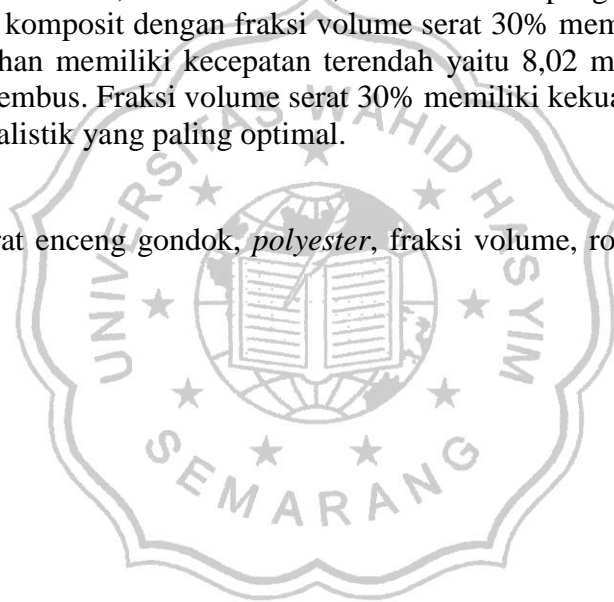 komposit dengan fraksi volume serat 30% mem
han memiliki kecepatan terendah yaitu 8,02 m
embus. Fraksi volume serat 30% memiliki kekua
alistik yang paling optimal.
rat enceng gondok, polyester, fraksi volume, ro
UNIVERSITAS WAHID HASYIM
SEMARANG